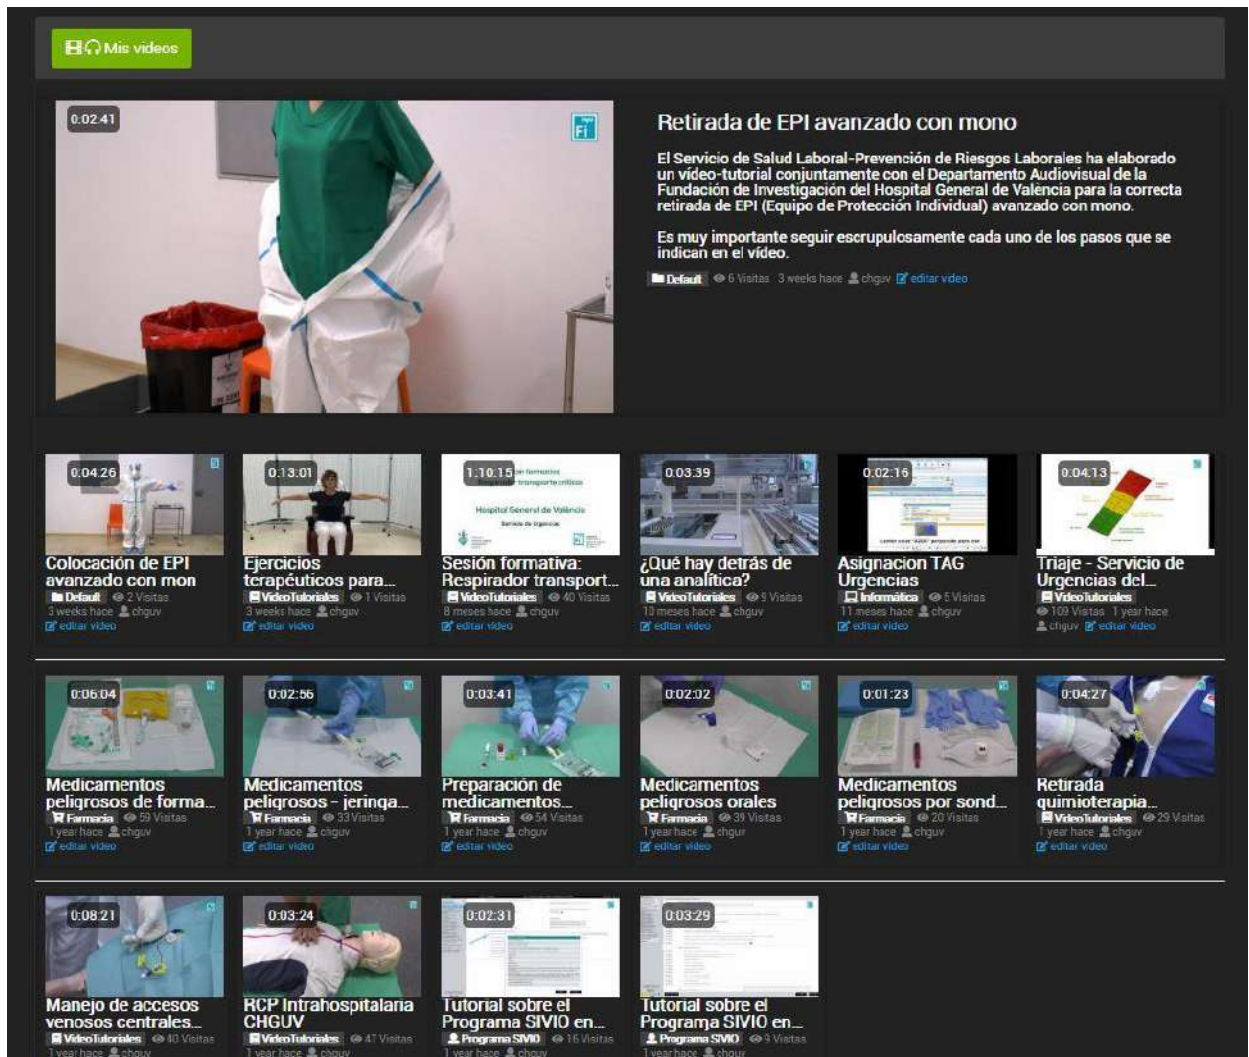 Mis videos
0:02:41
Fi
Retirada de EPI avanzado con mono
El Servicio de Salud Laboral-Prevención de Riesgos Laborales ha elaborado
un vídeo-tutorial conjuntamente con el Departamento Audiovisual de la
Fundación de Investigación del Hospital General de València para la correcta
retirada de EPI (Equipo de Protección Individual) avanzado con mono.
Es muy importante seguir escrupulosamente cada uno de los pasos que se
indican en el vídeo.
Default 6 Visitas 3 weeks hace chguv editar video
0:04:26
Colocación de EPI
avanzado con mon
Default 2 Visitas
3 weeks hace chguv
editar video
0:13:01
Ejercicios
terapéuticos para...
VideoTutoriales 1 Visitas
3 weeks hace chguv
editar video
1:10:15
Respirador transporte críticos
Hospital General de València
Servicio de Urgencias
Sesión formativa:
Respirador transport...
VideoTutoriales 40 Visitas
8 meses hace chguv
editar video
0:03:39
¿Qué hay detrás de
una analítica?
VideoTutoriales 9 Visitas
10 meses hace chguv
editar video
0:02:16
Asignacion TAG
Urgencias
Informática 5 Visitas
11 meses hace chguv
editar video
0:04:13
Triaje - Servicio de
Urgencias del...
VideoTutoriales
109 Visitas 1 year hace
chguv editar video
0:06:04
Medicamentos
peligrosos de forma...
Farmacia 59 Visitas
1 year hace chguv
editar video
0:02:56
Medicamentos
peligrosos - jeringa...
Farmacia 33 Visitas
1 year hace chguv
editar video
0:03:41
Preparación de
medicamentos...
Farmacia 54 Visitas
1 year hace chguv
editar video
0:02:02
Medicamentos
peligrosos orales
Farmacia 39 Visitas
1 year hace chguv
editar video
0:01:23
Medicamentos
peligrosos por sond...
Farmacia 20 Visitas
1 year hace chguv
editar video
0:04:27
Retirada
quimioterapia...
VideoTutoriales 29 Visitas
1 year hace chguv
editar video
0:08:21
Manejo de accesos
venosos centrales...
VideoTutoriales 40 Visitas
1 year hace chguv
0:03:24
RCP Intrahospitalaria
CHGUV
VideoTutoriales 47 Visitas
1 year hace chguv
0:02:31
Tutorial sobre el
Programa SIVIO en...
Programa SIVIO 16 Visitas
1 year hace chguv
0:03:29
Tutorial sobre el
Programa SIVIO en...
Programa SIVIO 9 Visitas
1 year hace chguv